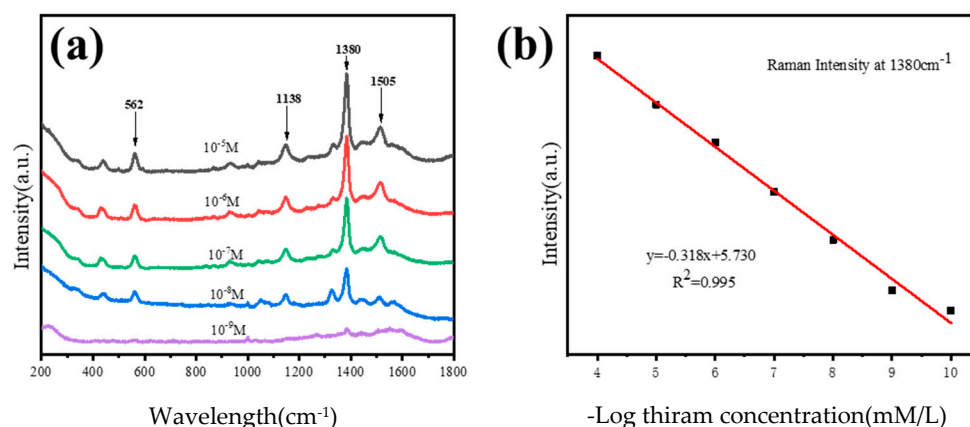 (a)
1380
1505
1138
562
10⁻⁵M
10⁻⁶M
10⁻⁷M
10⁻⁸M
10⁻⁹M
Intensity(a.u.)
200 400 600 800 1000 1200 1400 1600 1800
Wavelength(cm⁻¹)
(b)
Raman Intensity at 1380cm⁻¹
y=-0.318x+5.730
R²=0.995
Intensity(a.u.)
4 5 6 7 8 9 10
-Log thiram concentration(mM/L)